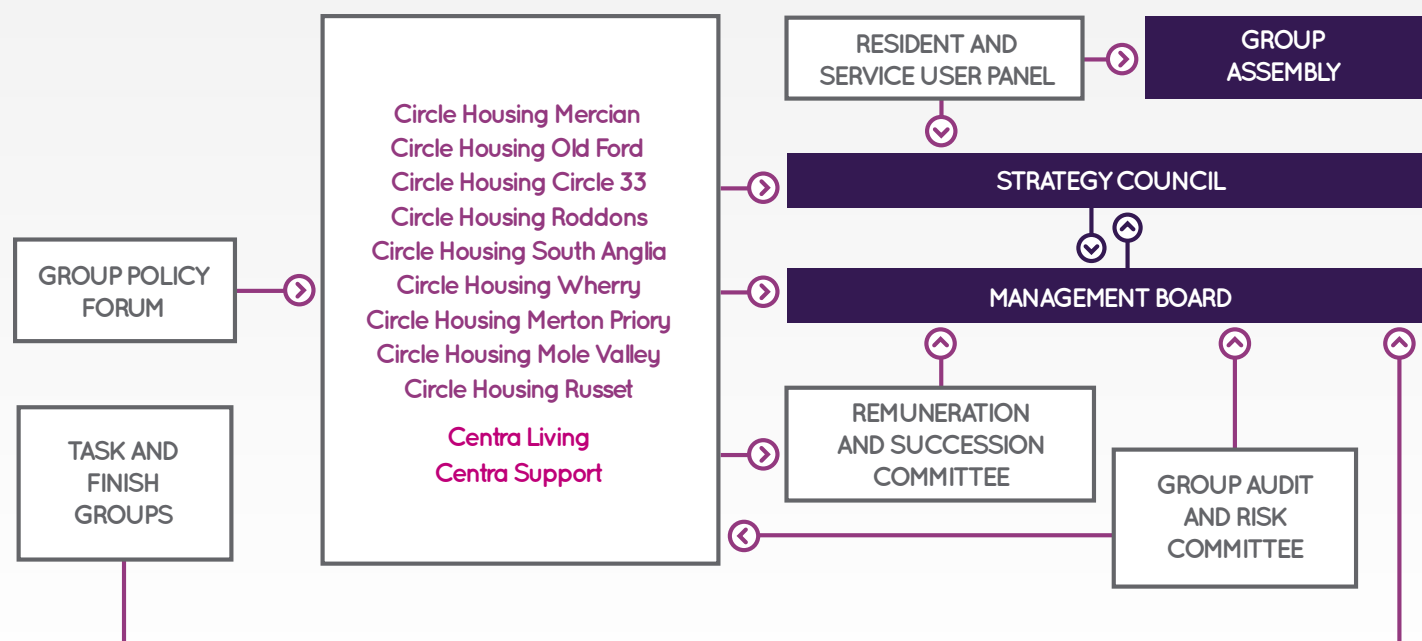 GROUP POLICY
FORUM
TASK AND
FINISH
GROUPS
Circle Housing Mercian
Circle Housing Old Ford
Circle Housing Circle 33
Circle Housing Roddons
Circle Housing South Anglia
Circle Housing Wherry
Circle Housing Merton Priory
Circle Housing Mole Valley
Circle Housing Russet
Centra Living
Centra Support
RESIDENT AND
SERVICE USER PANEL
GROUP
ASSEMBLY
STRATEGY COUNCIL
MANAGEMENT BOARD
REMUNERATION
AND SUCCESSION
COMMITTEE
GROUP AUDIT
AND RISK
COMMITTEE